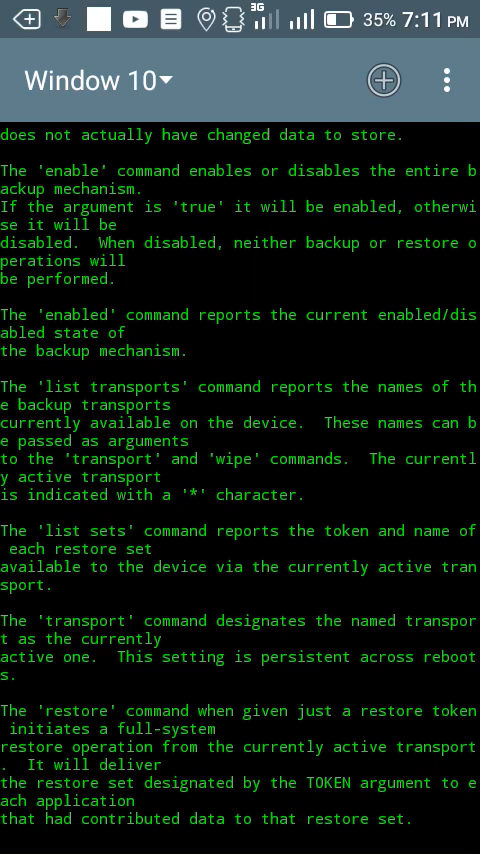 3G
35% 7:11 PM
Window 10
does not actually have changed data to store.
The 'enable' command enables or disables the entire b
ackup mechanism.
If the argument is 'true' it will be enabled, otherwi
se it will be
disabled.  When disabled, neither backup or restore o
perations will
be performed.
The 'enabled' command reports the current enabled/dis
abled state of
the backup mechanism.
The 'list transports' command reports the names of th
e backup transports
currently available on the device.  These names can b
e passed as arguments
to the 'transport' and 'wipe' commands.  The currentl
y active transport
is indicated with a '*' character.
The 'list sets' command reports the token and name of
 each restore set
available to the device via the currently active tran
sport.
The 'transport' command designates the named transpor
t as the currently
active one.  This setting is persistent across reboot
s.
The 'restore' command when given just a restore token
 initiates a full-system
restore operation from the currently active transport
.  It will deliver
the restore set designated by the TOKEN argument to e
ach application
that had contributed data to that restore set.